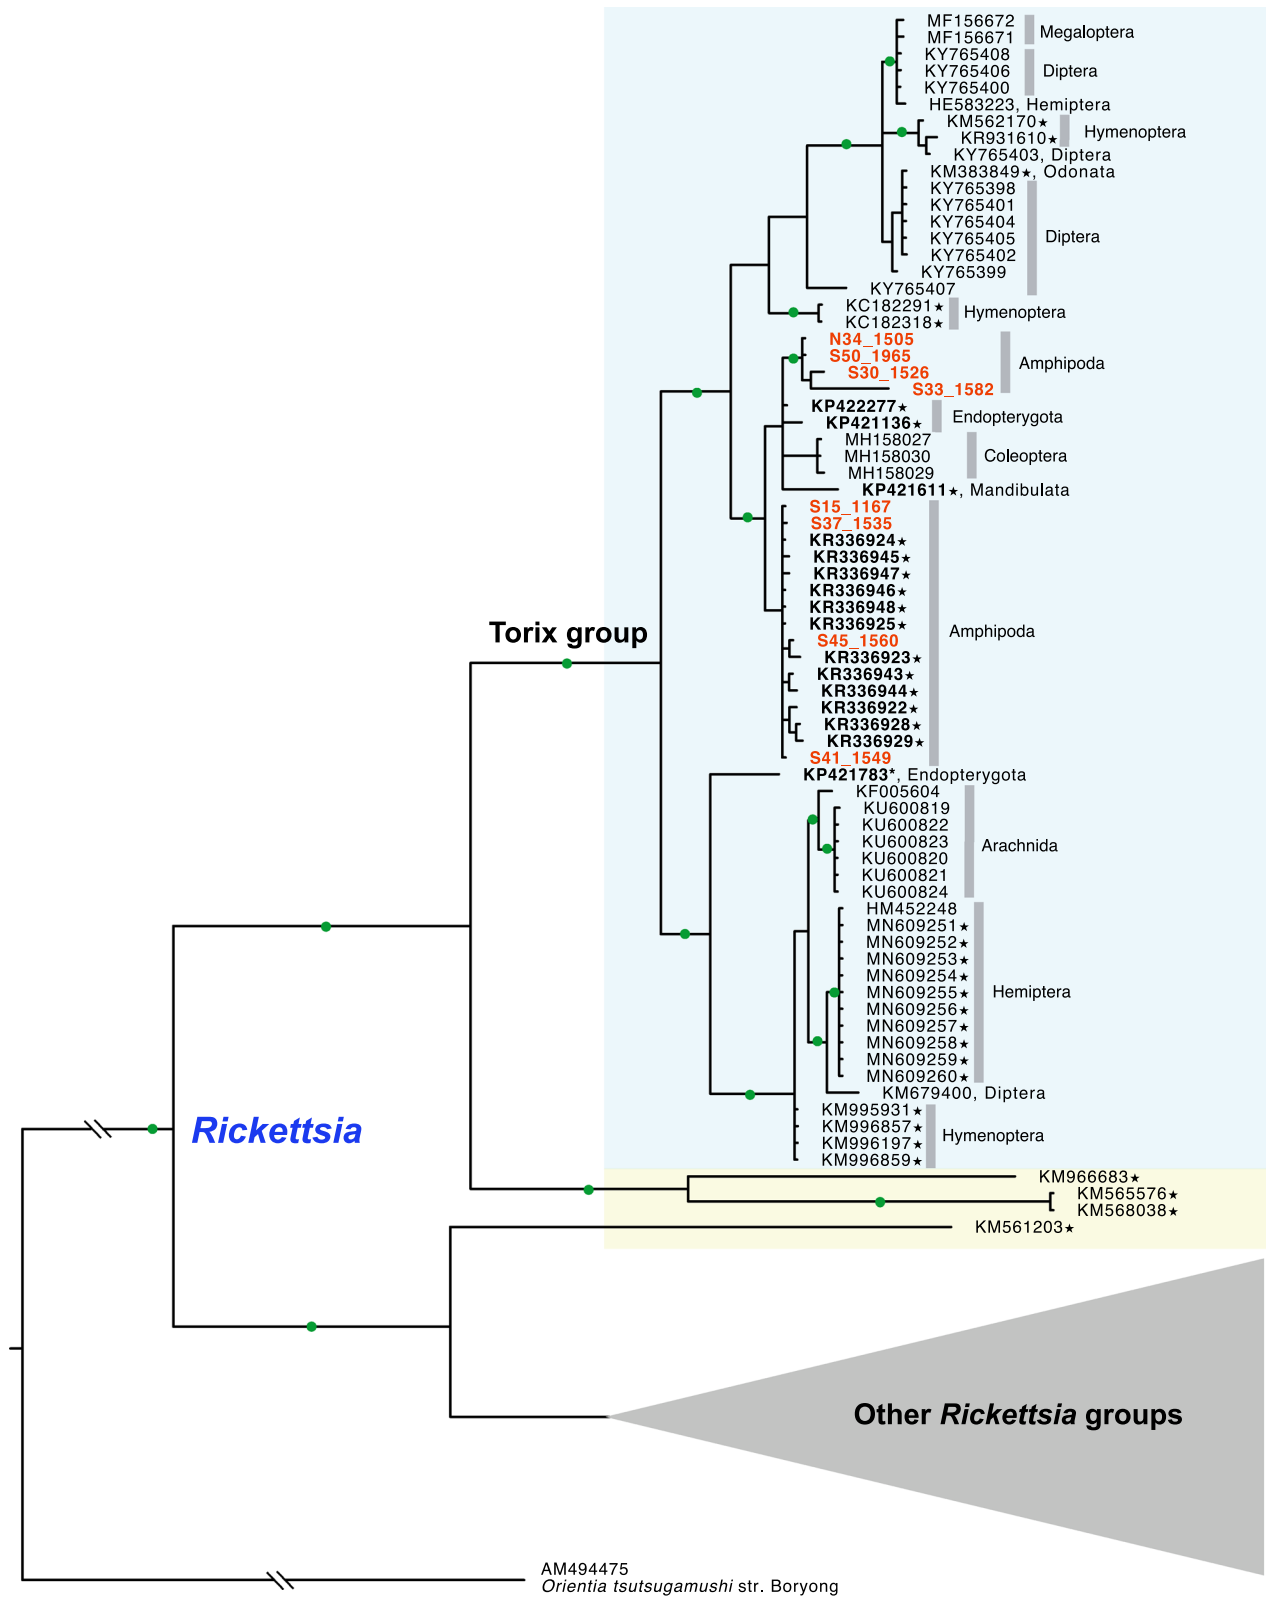 MF156672
MF156671
Megaloptera
KY765408
KY765406
Diptera
KY765400
HE583223, Hemiptera
KM562170★
KR931610★
Hymenoptera
KY765403, Diptera
KM383849★, Odonata
KY765398
KY765401
KY765404
KY765405
Diptera
KY765402
KY765399
KY765407
KC182291★
KC182318★
Hymenoptera
N34_1505
S50_1965
S30_1526
S33_1582
Amphipoda
KP422277★
KP421136★
Endopterygota
MH158027
MH158030
MH158029
Coleoptera
KP421611★, Mandibulata
S15_1167
S37_1535
KR336924★
KR336945★
KR336947★
KR336946★
KR336948★
KR336925★
S45_1560
KR336923★
KR336943★
KR336944★
KR336922★
KR336928★
KR336929★
S41_1549
Amphipoda
Torix group
KP421783*, Endopterygota
KF005604
KU600819
KU600822
KU600823
KU600820
KU600821
KU600824
Arachnida
HM452248
MN609251★
MN609252★
MN609253★
MN609254★
MN609255★
MN609256★
MN609257★
MN609258★
MN609259★
MN609260★
Hemiptera
KM679400, Diptera
KM995931★
KM996857★
KM996197★
KM996859★
Hymenoptera
Rickettsia
KM966683★
KM565576★
KM568038★
KM561203★
Other Rickettsia groups
AM494475
Orientia tsutsugamushi str. Boryong